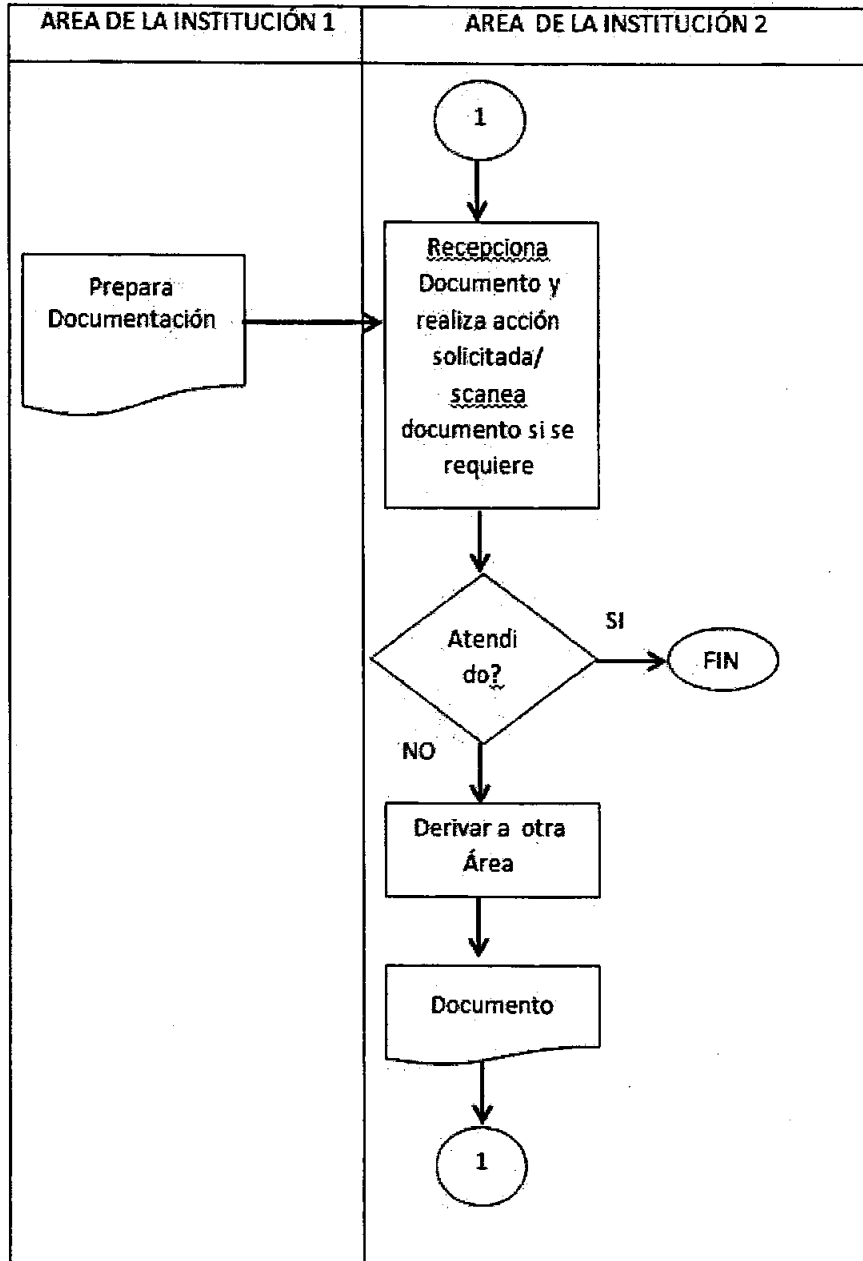 AREA DE LA INSTITUCIÓN 1
AREA DE LA INSTITUCIÓN 2
1
Prepara
Documentación
Recepciona
Documento y
realiza acción
solicitada/
scanea
documento si se
requiere
Atendi
do?
SI
FIN
NO
Derivar a otra
Área
Documento
1